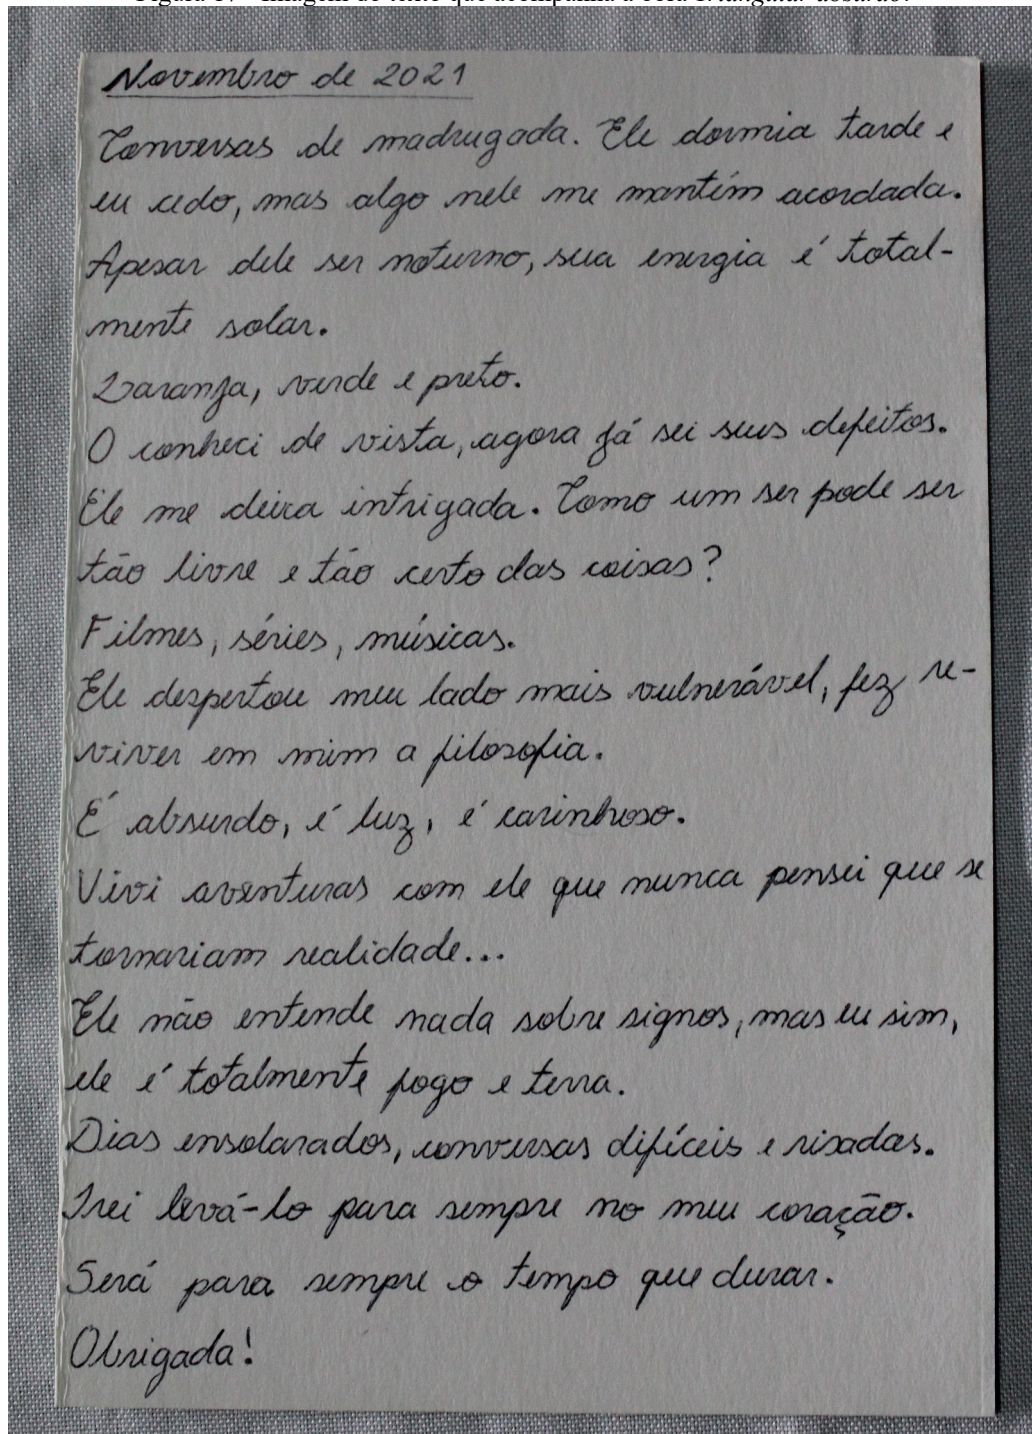 Novembro de 2021
Conversas de madrugada. Ele dormia tarde e
eu cedo, mas algo nele me mantém acordada.
Apesar dele ser noturno, sua energia é total-
mente solar.
Laranja, verde e preto.
O conheci de vista, agora já sei seus defeitos.
Ele me deixa intrigada. Como um ser pode ser
tão livre e tão certo das coisas?
Filmes, séries, músicas.
Ele despertou meu lado mais vulnerável, fez re-
viver em mim a filosofia.
É absurdo, é luz, é carinhoso.
Vivi aventuras com ele que nunca pensei que se
tornariam realidade...
Ele não entende nada sobre signos, mas eu sim,
ele é totalmente fogo e terra.
Dias ensolarados, conversas difíceis e risadas.
Irei levá-lo para sempre no meu coração.
Será para sempre o tempo que durar.
Obrigada!